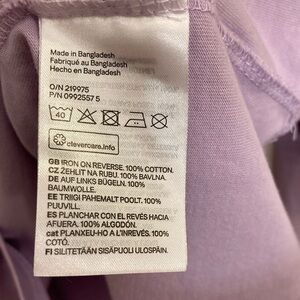 Made in Bangladesh
Fabriqué au Bangladesh
Hecho en Bangladesh
O/N 219975
P/N 0992557 5
40
clevercare.info
GB IRON ON REVERSE. 100% COTTON.
CZ ŽEHLIT NA RUBU. 100% BAVLNA.
DE AUF LINKS BÜGELN. 100%
BAUMWOLLE.
EE TRIIGI PAHEMALT POOLT. 100%
PUUVILL.
ES PLANCHAR CON EL REVÉS HACIA
AFUERA. 100% ALGODÓN.
cat PLANXEU-HO A L'INREVÉS. 100%
COTÓ.
FI SILITETÄÄN SISÄPUOLI ULOSPÄIN.